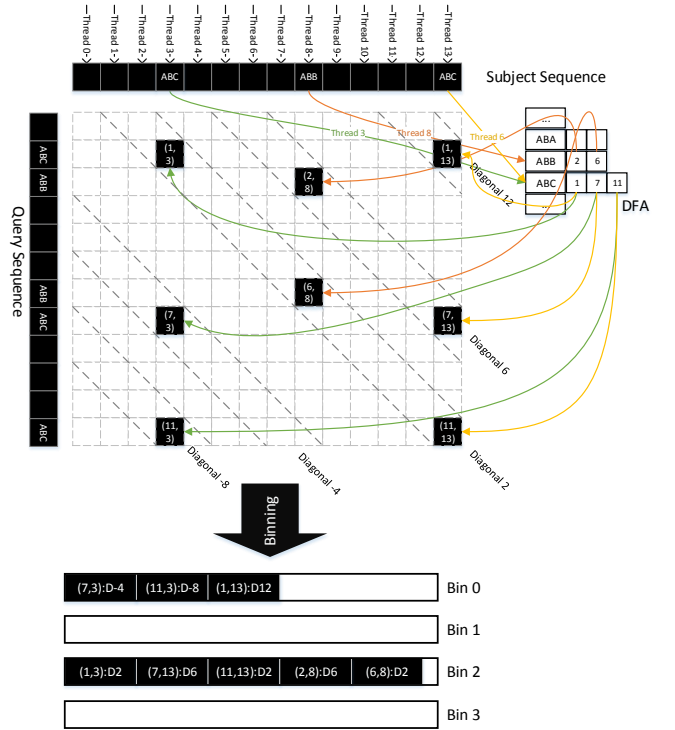 Thread 0
Thread 1
Thread 2
Thread 3
Thread 4
Thread 5
Thread 6
Thread 7
Thread 8
Thread 9
Thread 10
Thread 11
Thread 12
Thread 13
ABC
ABB
ABC
Subject Sequence
Query Sequence
ABC
ABB
ABB
ABC
ABC
Thread 3
Thread 8
Thread 6
...
ABA
ABB 2 6
ABC 1 7 11
...
DFA
(1,
3)
(1,
13)
(2,
8)
Diagonal 12
(6,
8)
(7,
3)
(7,
13)
Diagonal 6
(11,
3)
(11,
13)
Diagonal -8
Diagonal -4
Diagonal 2
Binning
(7,3):D-4 (11,3):D-8 (1,13):D12 Bin 0
Bin 1
(1,3):D2 (7,13):D6 (11,13):D2 (2,8):D6 (6,8):D2 Bin 2
Bin 3